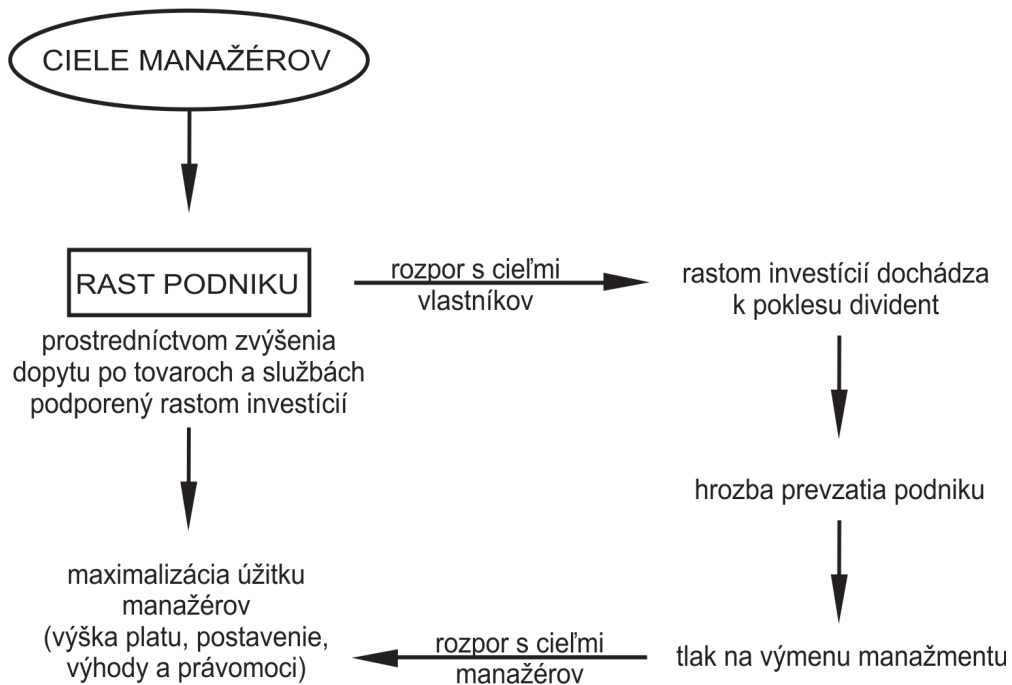 CIELE MANAŽÉROV
RAST PODNIKU
prostredníctvom zvýšenia
dopytu po tovaroch a službách
podporený rastom investícií
rozpor s cieľmi
vlastníkov
rastom investícií dochádza
k poklesu divident
hrozba prevzatia podniku
tlak na výmenu manažmentu
rozpor s cieľmi
manažérov
maximalizácia úžitku
manažérov
(výška platu, postavenie,
výhody a právomoci)